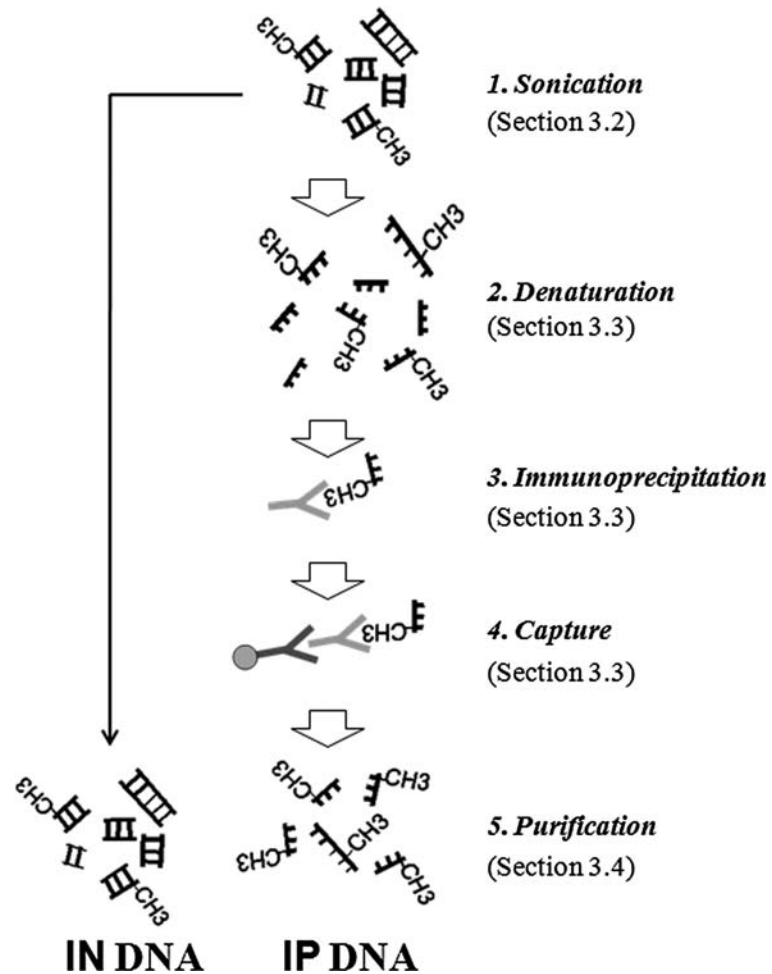 CH3
CH3
1. Sonication
(Section 3.2)
CH3
CH3
CH3
CH3
2. Denaturation
(Section 3.3)
CH3
3. Immunoprecipitation
(Section 3.3)
CH3
4. Capture
(Section 3.3)
CH3
CH3
CH3
CH3
CH3
CH3
CH3
5. Purification
(Section 3.4)
IN DNA
IP DNA